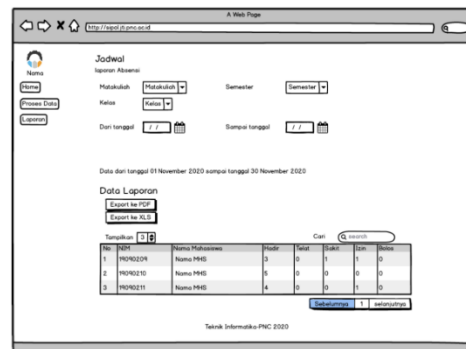 A Web Page
http://sipol.jti.pnc.ac.id
Nama
Home
Proses Data
Laporan
Jadwal
laporan Absensi
Matakuliah Matakuliah Semester Semester
Kelas Kelas
Dari tanggal / / Sampai tanggal / /
Data dari tanggal 01 November 2020 sampai tanggal 30 November 2020
Data Laporan
Export ke PDF
Export ke XLS
Tampilkan 3 Cari search
No NIM Nama Mahasiswa Hadir Telat Sakit Izin Bolos
1 19090209 Nama MHS 3 0 1 1 0
2 19090210 Nama MHS 5 0 0 0 0
3 19090211 Nama MHS 4 0 0 1 0
Sebelumnya 1 selanjutnya
Teknik Informatika-PNC 2020